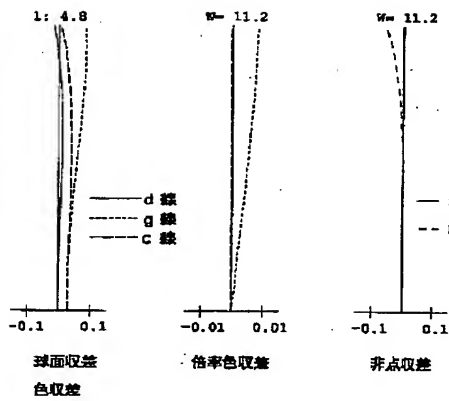 1: 4.8
W= 11.2
W= 11.2
d 線
g 線
c 線
-0.1
0.1
-0.01
0.01
-0.1
0.1
球面収差
色収差
倍率色収差
非点収差